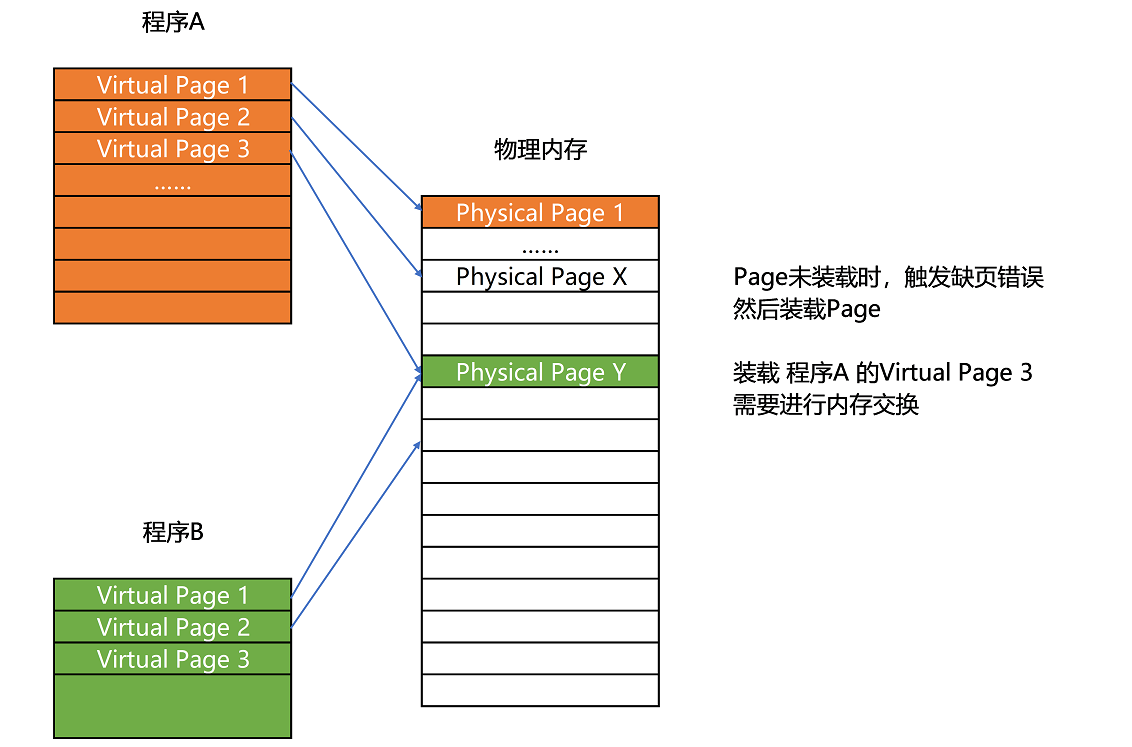 程序A
Virtual Page 1
Virtual Page 2
Virtual Page 3
……
物理内存
Physical Page 1
……
Physical Page X
Physical Page Y
Page未装载时，触发缺页错误
然后装载Page
装载 程序A 的Virtual Page 3
需要进行内存交换
程序B
Virtual Page 1
Virtual Page 2
Virtual Page 3